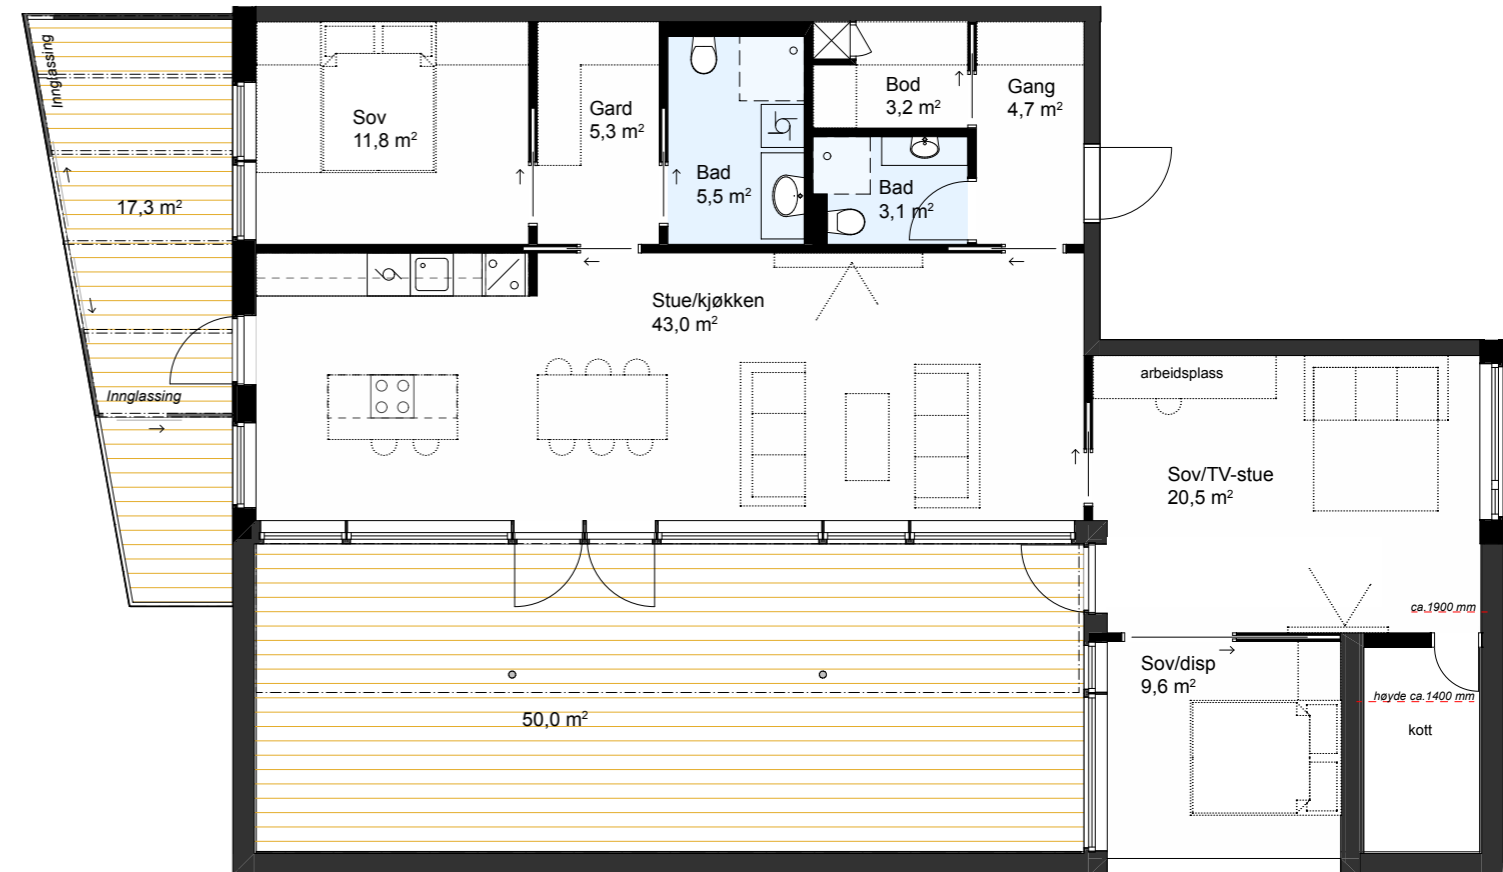 Innglassing
Sov
11,8 m²
Gard
5,3 m²
Bad
5,5 m²
Bod
3,2 m²
Gang
4,7 m²
Bad
3,1 m²
17,3 m²
Stue/kjøkken
43,0 m²
Innglassing
arbeidsplass
Sov/TV-stue
20,5 m²
ca.1900 mm
Sov/disp
9,6 m²
høyde ca.1400 mm
kott
50,0 m²